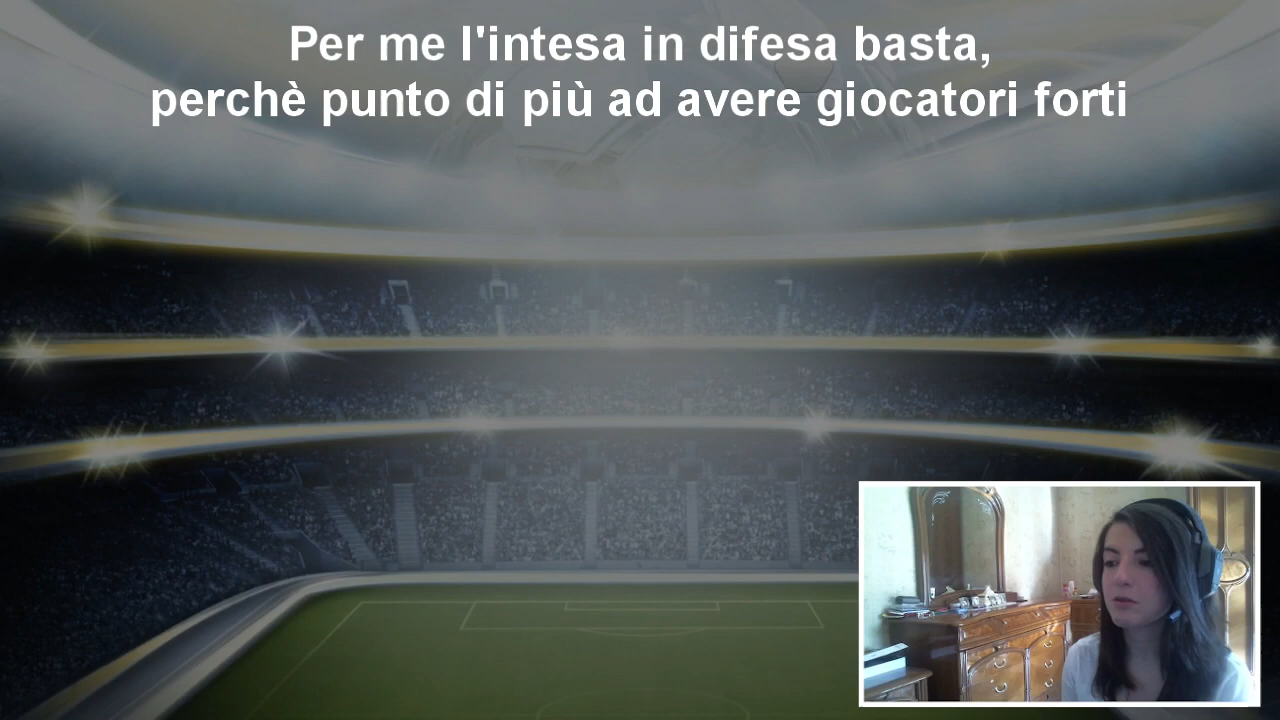 Per me l'intesa in difesa basta,
perchè punto di più ad avere giocatori forti